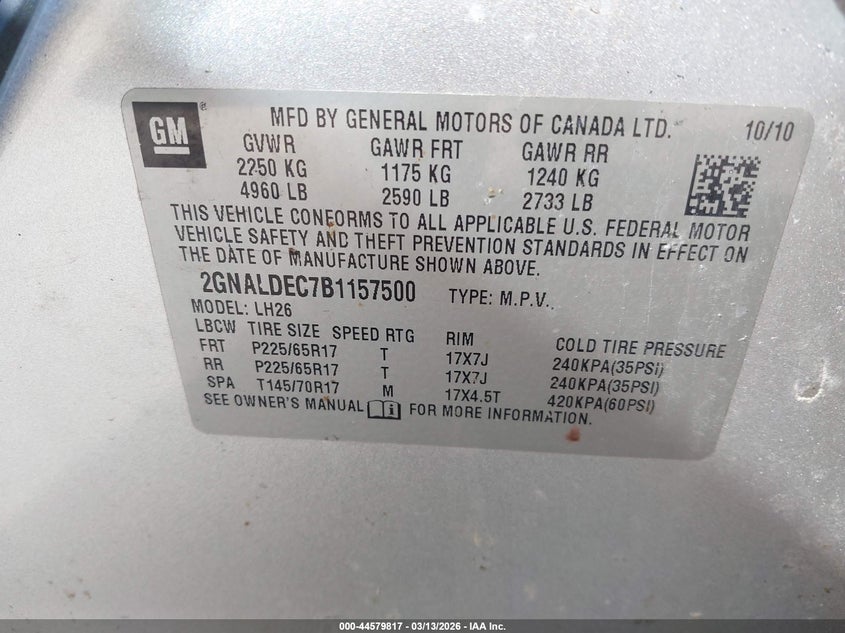 GM ®
MFD BY GENERAL MOTORS OF CANADA LTD. 10/10
GVWR GAWR FRT GAWR RR
2250 KG 1175 KG 1240 KG
4960 LB 2590 LB 2733 LB
THIS VEHICLE CONFORMS TO ALL APPLICABLE U.S. FEDERAL MOTOR
VEHICLE SAFETY AND THEFT PREVENTION STANDARDS IN EFFECT ON
THE DATE OF MANUFACTURE SHOWN ABOVE.
2GNALDEC7B1157500 TYPE: M.P.V.
MODEL: LH26
LBCW TIRE SIZE SPEED RTG RIM COLD TIRE PRESSURE
FRT P225/65R17 T 17X7J 240KPA(35PSI)
RR P225/65R17 T 17X7J 240KPA(35PSI)
SPA T145/70R17 M 17X4.5T 420KPA(60PSI)
SEE OWNER'S MANUAL FOR MORE INFORMATION.
000-44579817 - 03/13/2026 - IAA Inc.